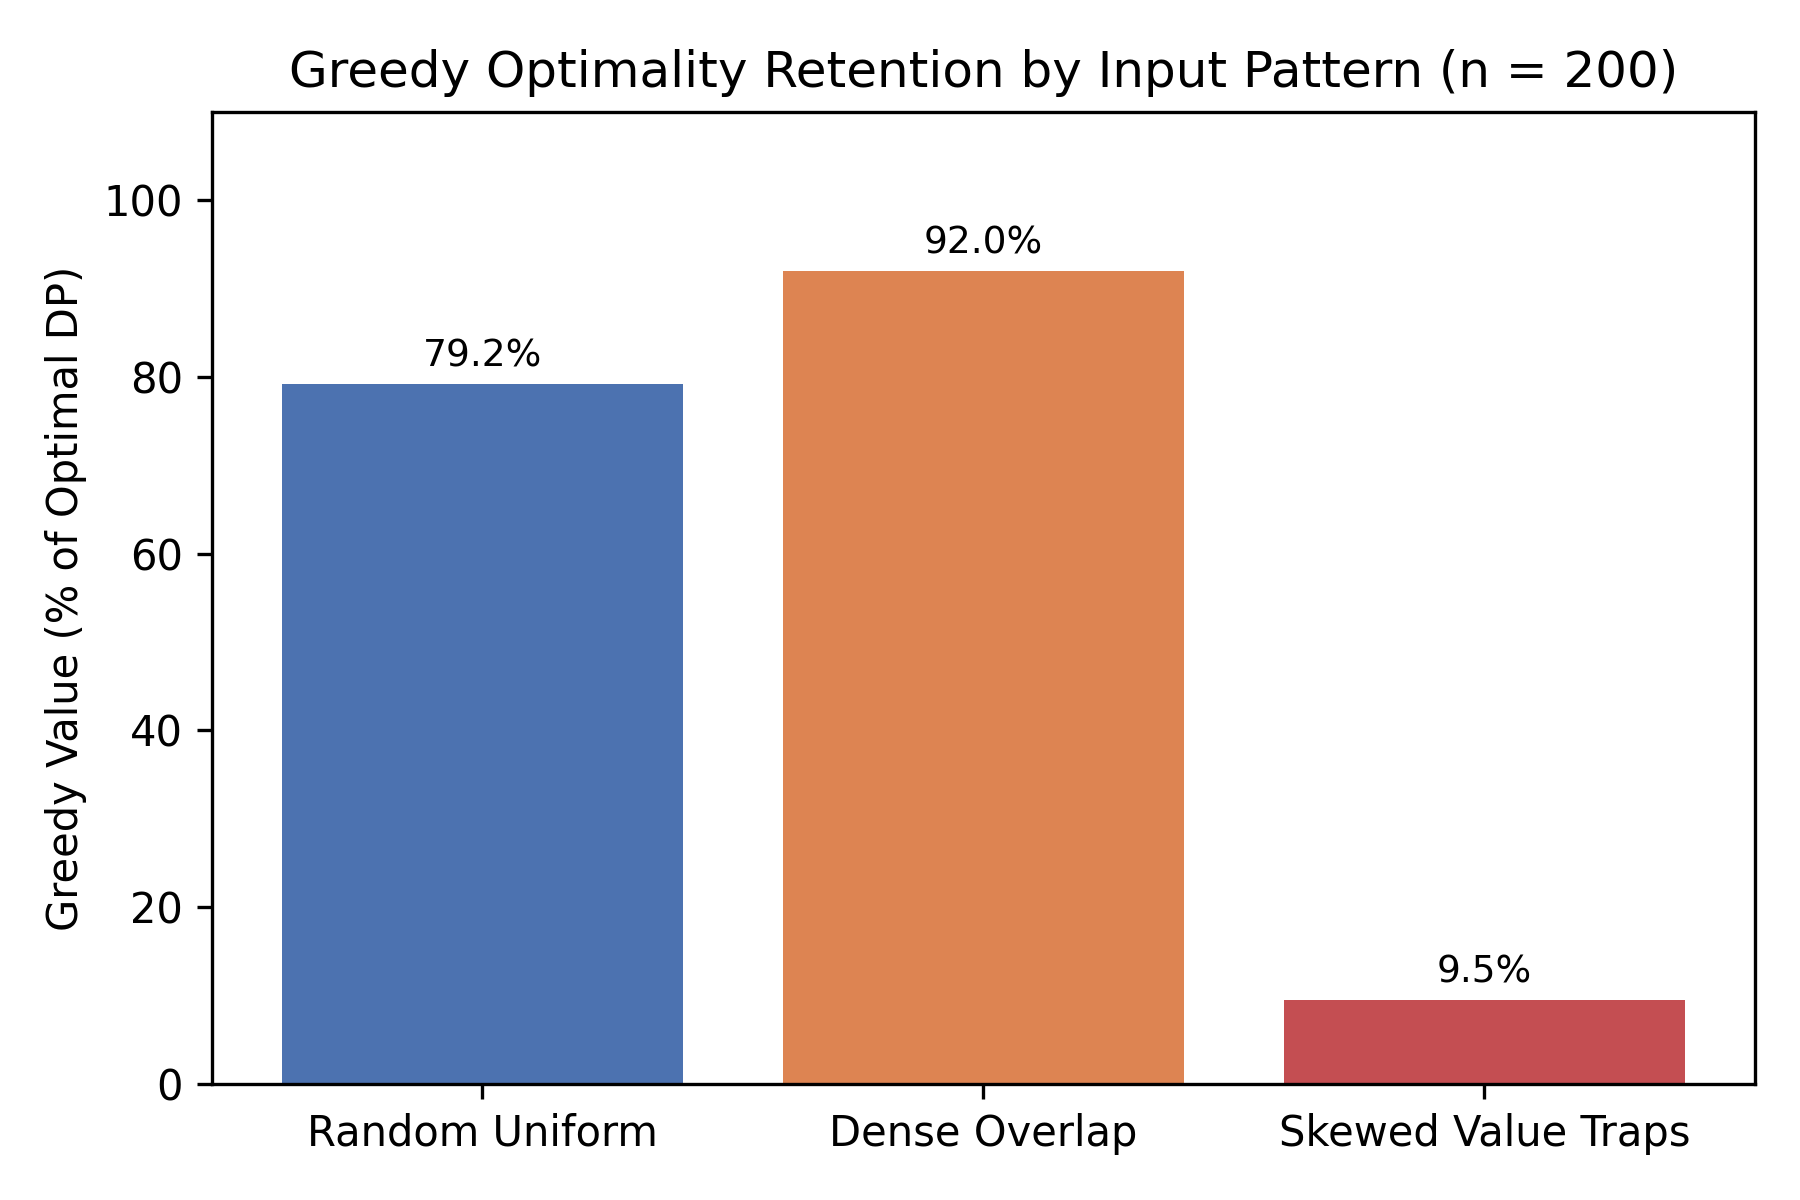 Greedy Optimality Retention by Input Pattern (n = 200)
Greedy Value (% of Optimal DP)
100
80
60
40
20
0
79.2%
92.0%
9.5%
Random Uniform
Dense Overlap
Skewed Value Traps